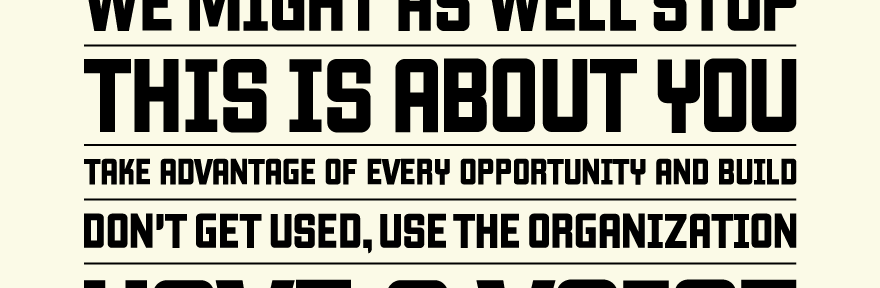 WE MIGHT AS WELL STOP
THIS IS ABOUT YOU
TAKE ADVANTAGE OF EVERY OPPORTUNITY AND BUILD
DON'T GET USED, USE THE ORGANIZATION